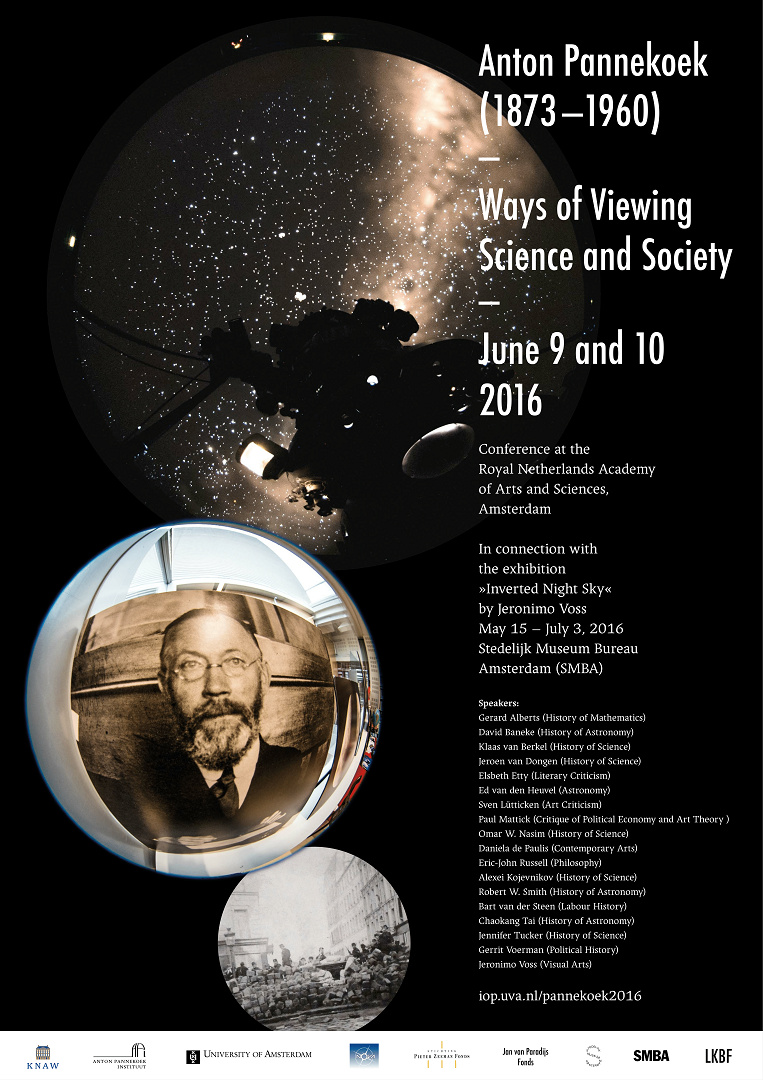 Anton Pannekoek
(1873–1960)
–
Ways of Viewing
Science and Society
–
June 9 and 10
2016
Conference at the
Royal Netherlands Academy
of Arts and Sciences,
Amsterdam
In connection with
the exhibition
»Inverted Night Sky«
by Jeronimo Voss
May 15 – July 3, 2016
Stedelijk Museum Bureau
Amsterdam (SMBA)
Speakers:
Gerard Alberts (History of Mathematics)
David Baneke (History of Astronomy)
Klaas van Berkel (History of Science)
Jeroen van Dongen (History of Science)
Elsbeth Etty (Literary Criticism)
Ed van den Heuvel (Astronomy)
Sven Lütticken (Art Criticism)
Paul Mattick (Critique of Political Economy and Art Theory )
Omar W. Nasim (History of Science)
Daniela de Paulis (Contemporary Arts)
Eric-John Russell (Philosophy)
Alexei Kojevnikov (History of Science)
Robert W. Smith (History of Astronomy)
Bart van der Steen (Labour History)
Chaokang Tai (History of Astronomy)
Jennifer Tucker (History of Science)
Gerrit Voerman (Political History)
Jeronimo Voss (Visual Arts)
iop.uva.nl/pannekoek2016
KNAW
ANTON PANNEKOEK
INSTITUUT
UNIVERSITY OF AMSTERDAM
STICHTING
PIETER ZEEMAN FONDS
Jan van Paradijs
Fonds
SMBA
LKBF